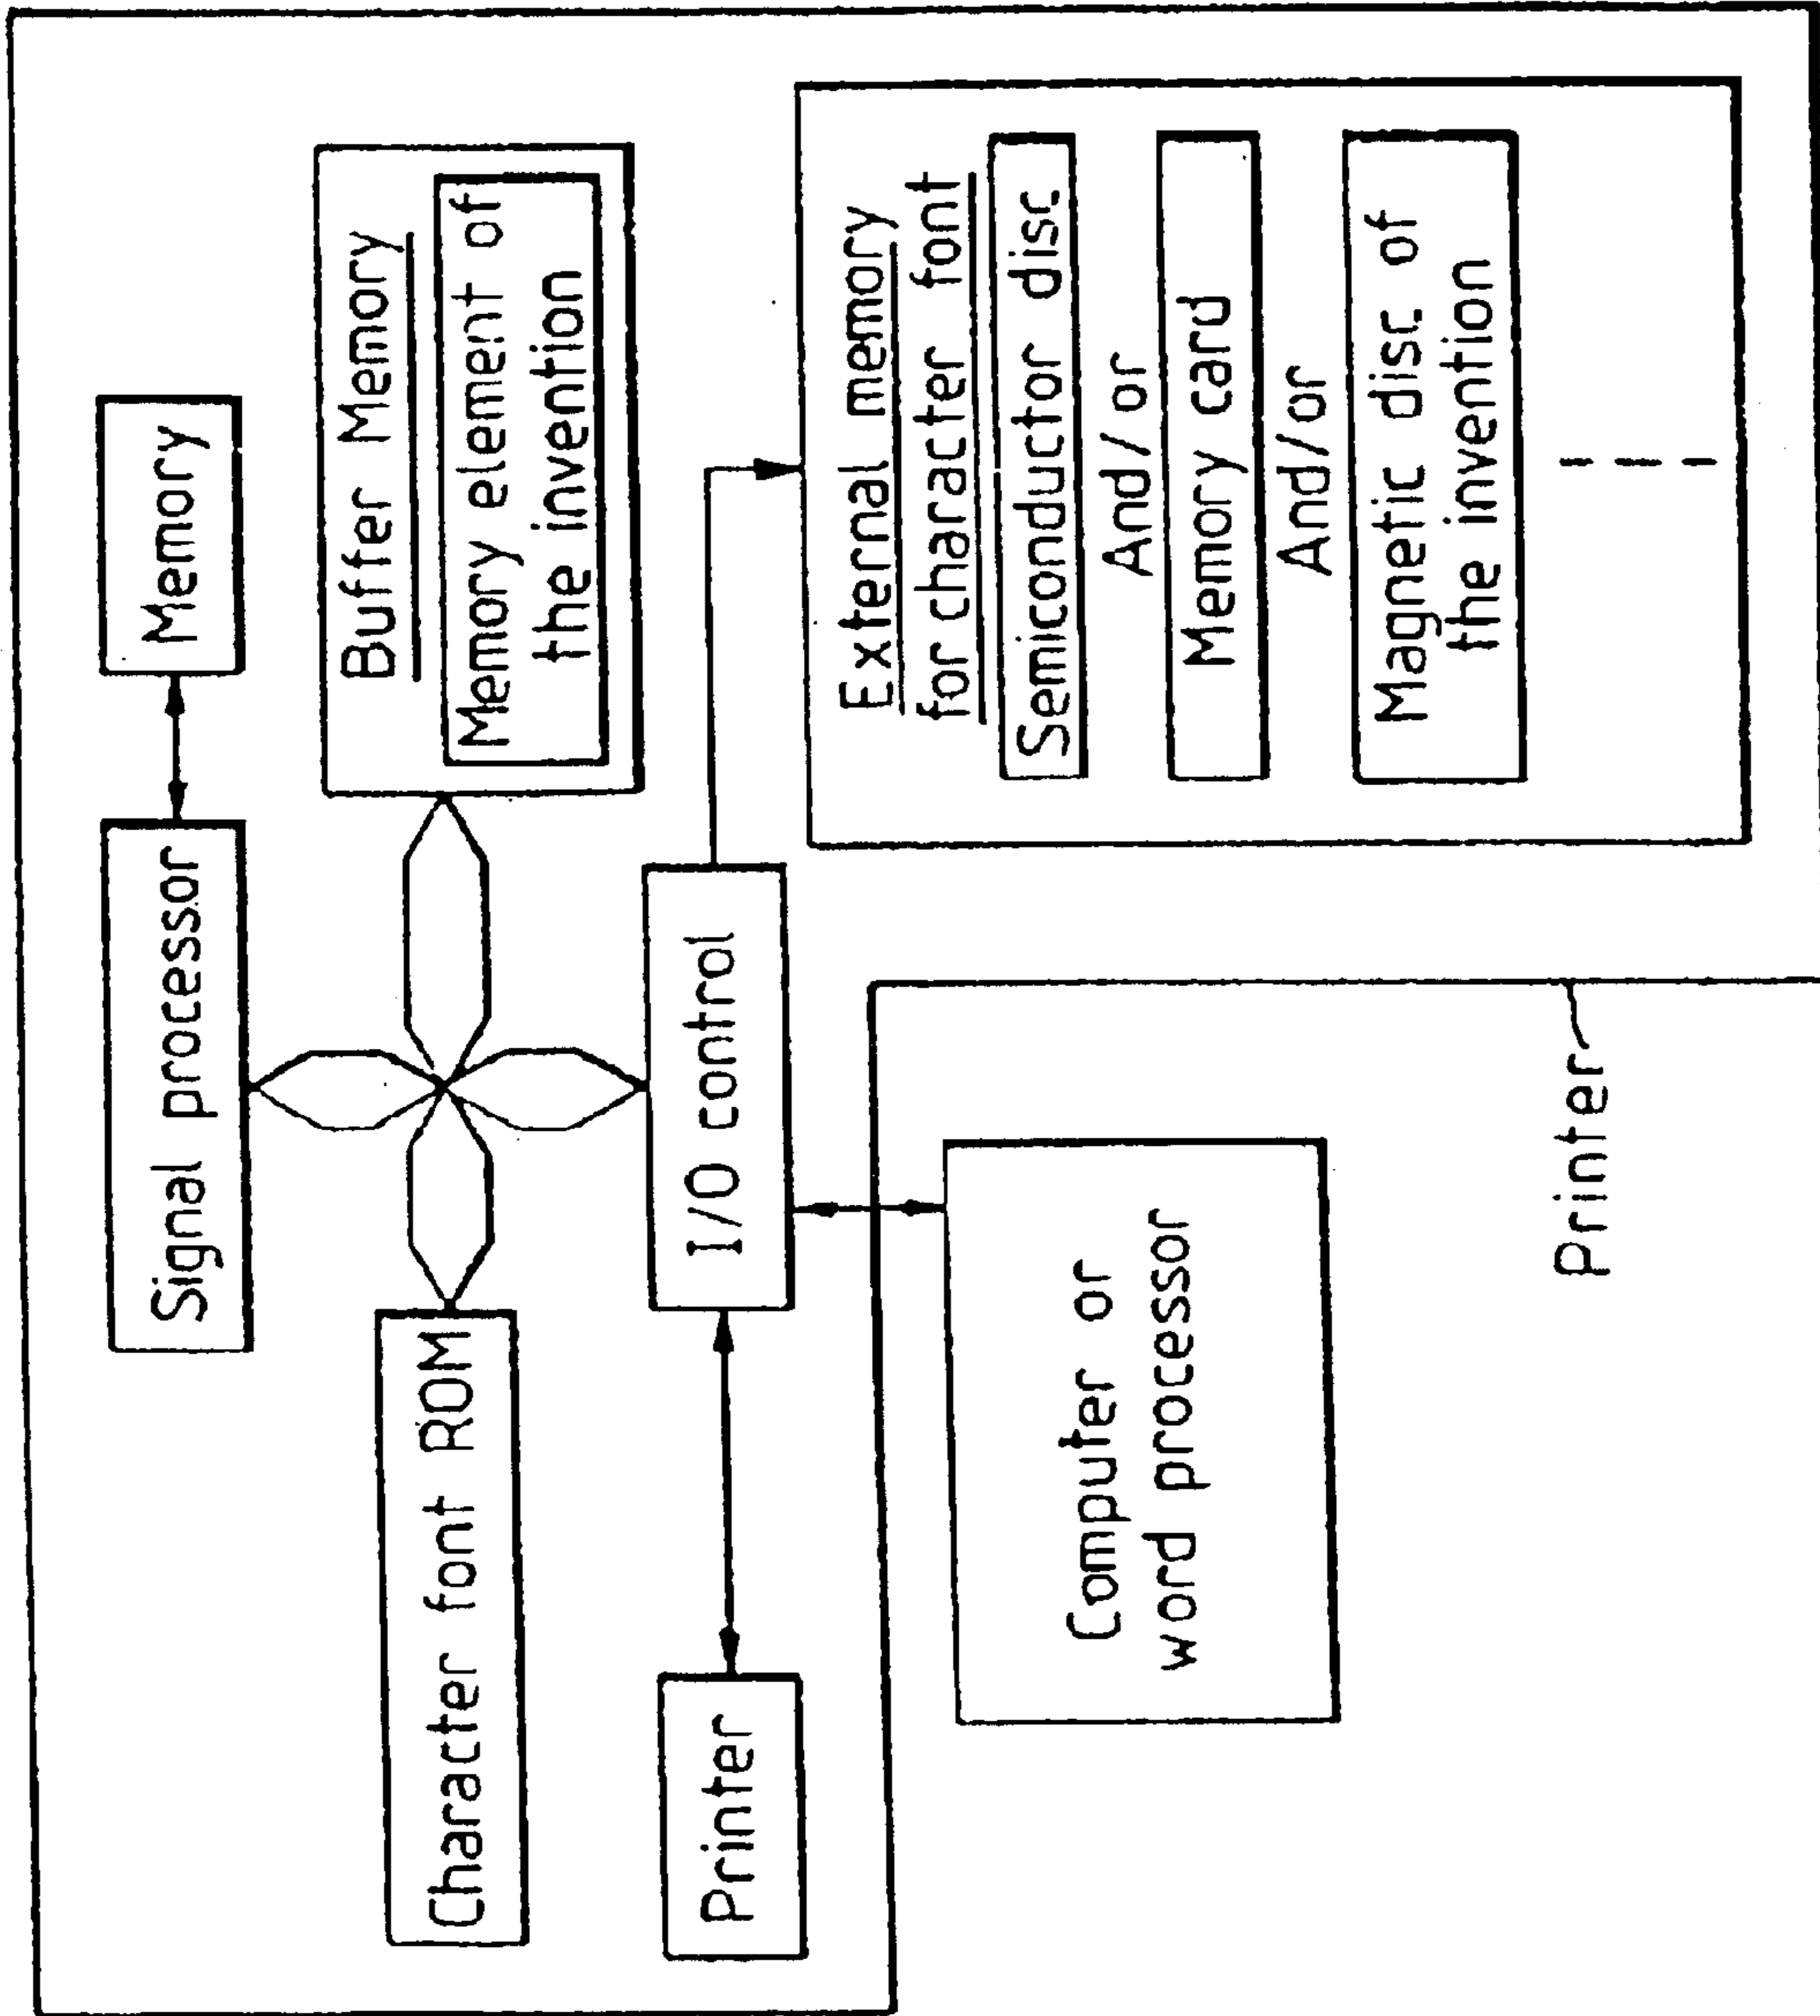 Memory
Signal processor
Buffer Memory
Memory element of
the invention
Character font ROM
I/O control
Printer
External memory
for character font
Semiconductor disc
And/or
Memory card
And/or
Magnetic disc of
the invention
Computer or
word processor
Printer